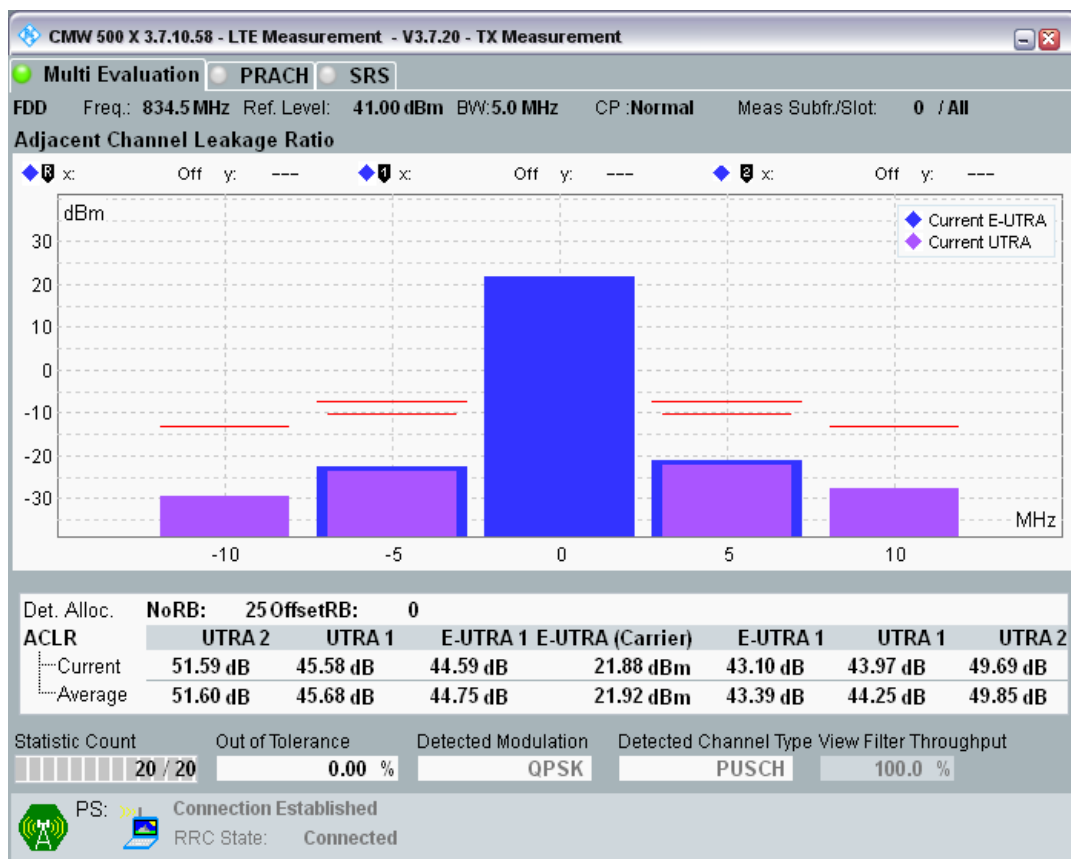 CMW 500 X 3.7.10.58 - LTE Measurement - V3.7.20 - TX Measurement
Multi Evaluation PRACH SRS
FDD Freq.: 834.5 MHz Ref. Level: 41.00 dBm BW:5.0 MHz CP :Normal Meas Subfr./Slot: 0 / All
Adjacent Channel Leakage Ratio
R x: Off y: --- 1 x: Off y: --- 2 x: Off y: ---
dBm
Current E-UTRA
Current UTRA
30
20
10
0
-10
-20
-30
MHz
-10 -5 0 5 10
Det. Alloc. NoRB: 25 OffsetRB: 0
ACLR UTRA 2 UTRA 1 E-UTRA 1 E-UTRA (Carrier) E-UTRA 1 UTRA 1 UTRA 2
Current 51.59 dB 45.58 dB 44.59 dB 21.88 dBm 43.10 dB 43.97 dB 49.69 dB
Average 51.60 dB 45.68 dB 44.75 dB 21.92 dBm 43.39 dB 44.25 dB 49.85 dB
Statistic Count Out of Tolerance Detected Modulation Detected Channel Type View Filter Throughput
20 / 20 0.00 % QPSK PUSCH 100.0 %
PS: Connection Established
RRC State: Connected